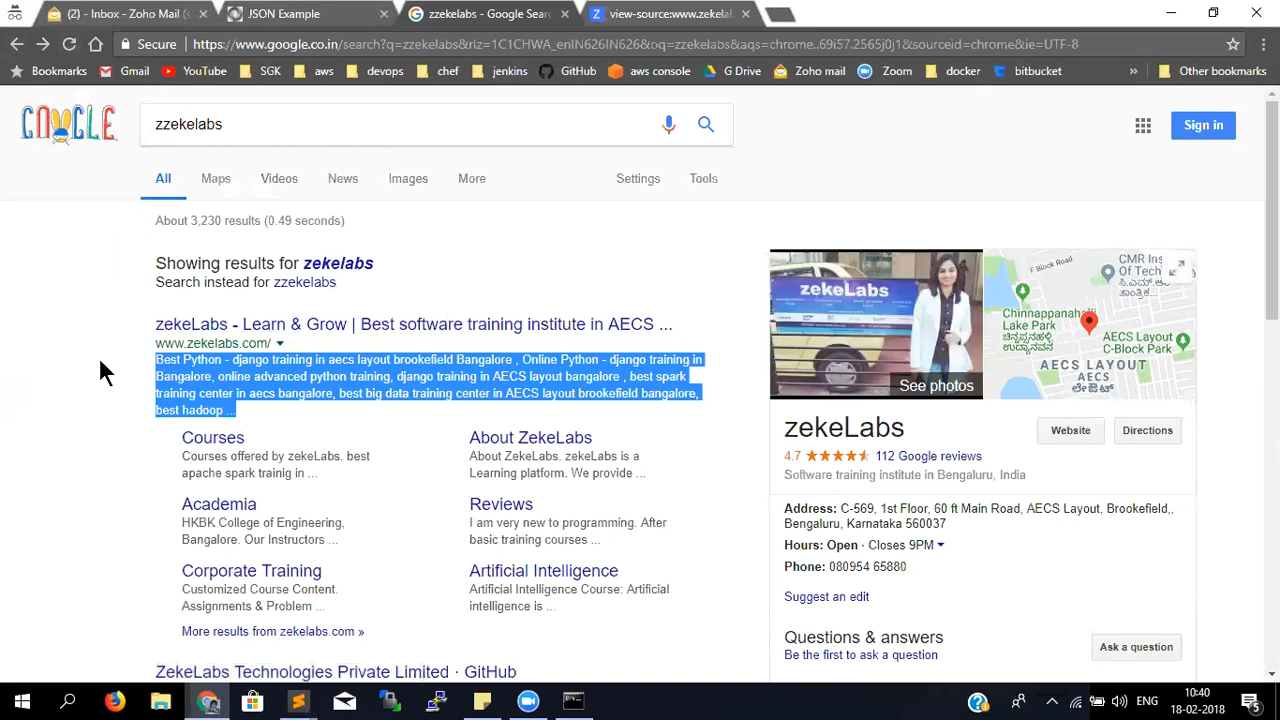 (2) - Inbox - Zoho Mail (
JSON Example
zzekelabs - Google Sear
view-source:www.zekela
Secure
https://www.google.co.in/search?q=zzekelabs&rlz=1C1CHWA_enIN626IN626&oq=zzekelabs&aqs=chrome..69i57.2565j0j1&sourceid=chrome&ie=UTF-8
Bookmarks Gmail YouTube SGK aws devops chef jenkins GitHub aws console G Drive Zoho mail Zoom docker bitbucket » Other bookmarks
zzekelabs
Sign in
All Maps Videos News Images More Settings Tools
About 3,230 results (0.49 seconds)
Showing results for zekelabs
Search instead for zzekelabs
zekeLabs - Learn & Grow | Best software training institute in AECS ...
www.zekelabs.com/
Best Python - django training in aecs layout brookefield Bangalore , Online Python - django training in
Bangalore, online advanced python training, django training in AECS layout bangalore , best spark
training center in aecs bangalore, best big data training center in AECS layout brookefield bangalore,
best hadoop ...
Courses
Courses offered by zekeLabs. best
apache spark trainig in ...
About ZekeLabs
About ZekeLabs. zekeLabs is a
Learning platform. We provide ...
Academia
HKBK College of Engineering,
Bangalore. Our Instructors ...
Reviews
I am very new to programming. After
basic training courses ...
Corporate Training
Customized Course Content.
Assignments & Problem ...
Artificial Intelligence
Artificial Intelligence Course: Artificial
intelligence is ...
More results from zekelabs.com »
ZekeLabs Technologies Private Limited · GitHub
zekeLabs
See photos
F Block Road
CMR Ins
Of Tech
Chinnappanahalli
Lake Park
AECS Layout
C-Block Park
AECS LAYOUT
zekeLabs
Website
Directions
4.7
112 Google reviews
Software training institute in Bengaluru, India
Address: C-569, 1st Floor, 60 ft Main Road, AECS Layout, Brookefield,,
Bengaluru, Karnataka 560037
Hours: Open · Closes 9PM
Phone: 080954 65880
Suggest an edit
Questions & answers
Be the first to ask a question
Ask a question
ENG
10:40
18-02-2018
5